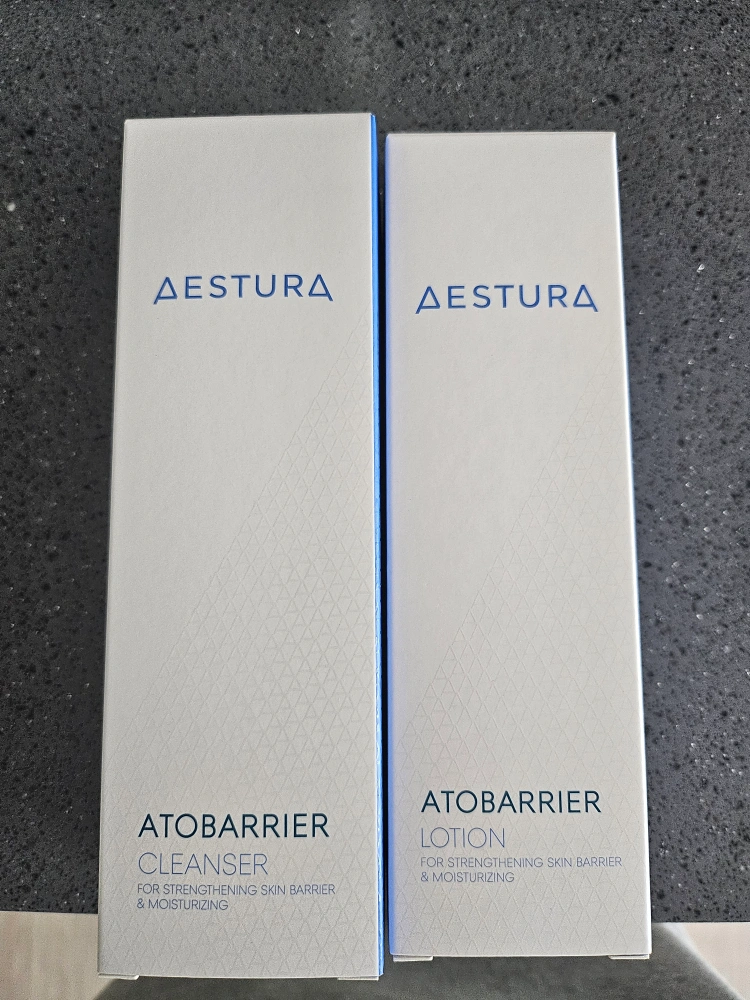 AESTURA
ATOBARRIER
CLEANSER
FOR STRENGTHENING SKIN BARRIER
& MOISTURIZING
AESTURA
ATOBARRIER
LOTION
FOR STRENGTHENING SKIN BARRIER
& MOISTURIZING